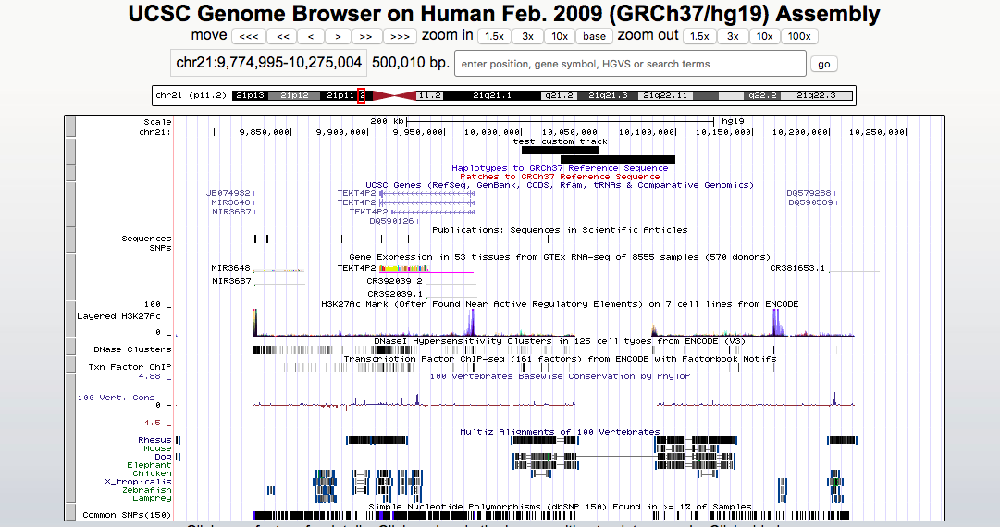 UCSC Genome Browser on Human Feb. 2009 (GRCh37/hg19) Assembly
move <<< << < > >> >>> zoom in 1.5x 3x 10x base zoom out 1.5x 3x 10x 100x
chr21:9,774,995-10,275,004 500,010 bp. enter position, gene symbol, HGVS or search terms go
chr21 (p11.2) 21p13 21p12 21p11 2 11.2 21q21.1 q21.2 21q21.3 21q22.11 q22.2 21q22.3
Scale 200 kb hg19
chr21: 9,850,000 9,900,000 9,950,000 10,000,000 10,050,000 10,100,000 10,150,000 10,200,000 10,250,000
test custom track
Haplotypes to GRCh37 Reference Sequence
Patches to GRCh37 Reference Sequence
UCSC Genes (RefSeq, GenBank, CCDS, Rfam, tRNAs & Comparative Genomics)
JB074932 TEKT4P2 DQ579288
MIR3648 TEKT4P2 DQ590589
MIR3687 TEKT4P2
DQ590126
Publications: Sequences in Scientific Articles
Sequences
SNPs
Gene Expression in 53 tissues from GTEx RNA-seq of 8555 samples (570 donors)
MIR3648 TEKT4P2 CR381653.1
MIR3687 CR392039.2
CR392039.1
H3K27Ac Mark (Often Found Near Active Regulatory Elements) on 7 cell lines from ENCODE
100 _
Layered H3K27Ac
0 _
DNaseI Hypersensitivity Clusters in 125 cell types from ENCODE (V3)
DNase Clusters
Transcription Factor ChIP-seq (161 factors) from ENCODE with Factorbook Motifs
Txn Factor ChIP
100 vertebrates Basewise Conservation by PhyloP
4.88 _
100 Vert. Cons
0 _
-4.5 _
Multiz Alignments of 100 Vertebrates
Rhesus
Mouse
Dog
Elephant
Chicken
X_tropicalis
Zebrafish
Lamprey
Simple Nucleotide Polymorphisms (dbSNP 150) Found in >= 1% of Samples
Common SNPs(150)